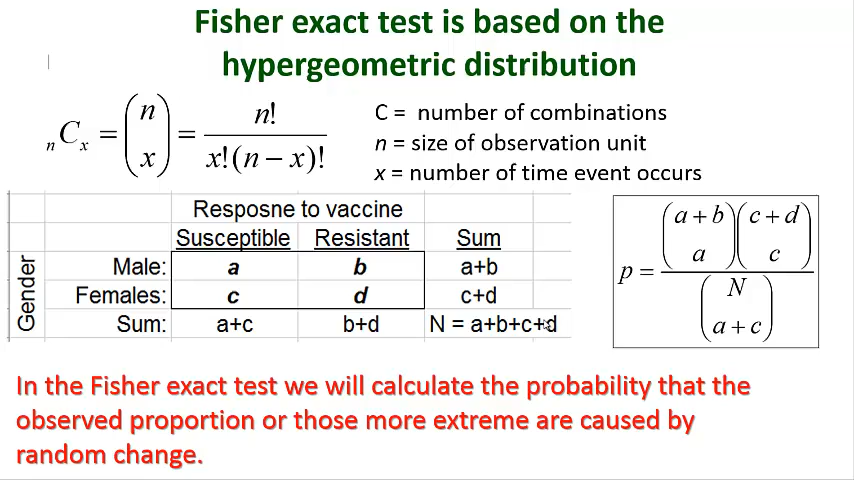 Fisher exact test is based on the
hypergeometric distribution
nCx = (n x) = n! / x!(n − x)!
C = number of combinations
n = size of observation unit
x = number of time event occurs
Resposne to vaccine
Susceptible Resistant Sum
Gender
Male: a b a+b
Females: c d c+d
Sum: a+c b+d N = a+b+c+d
p = (a + b a)(c + d c) / (N a + c)
In the Fisher exact test we will calculate the probability that the
observed proportion or those more extreme are caused by
random change.